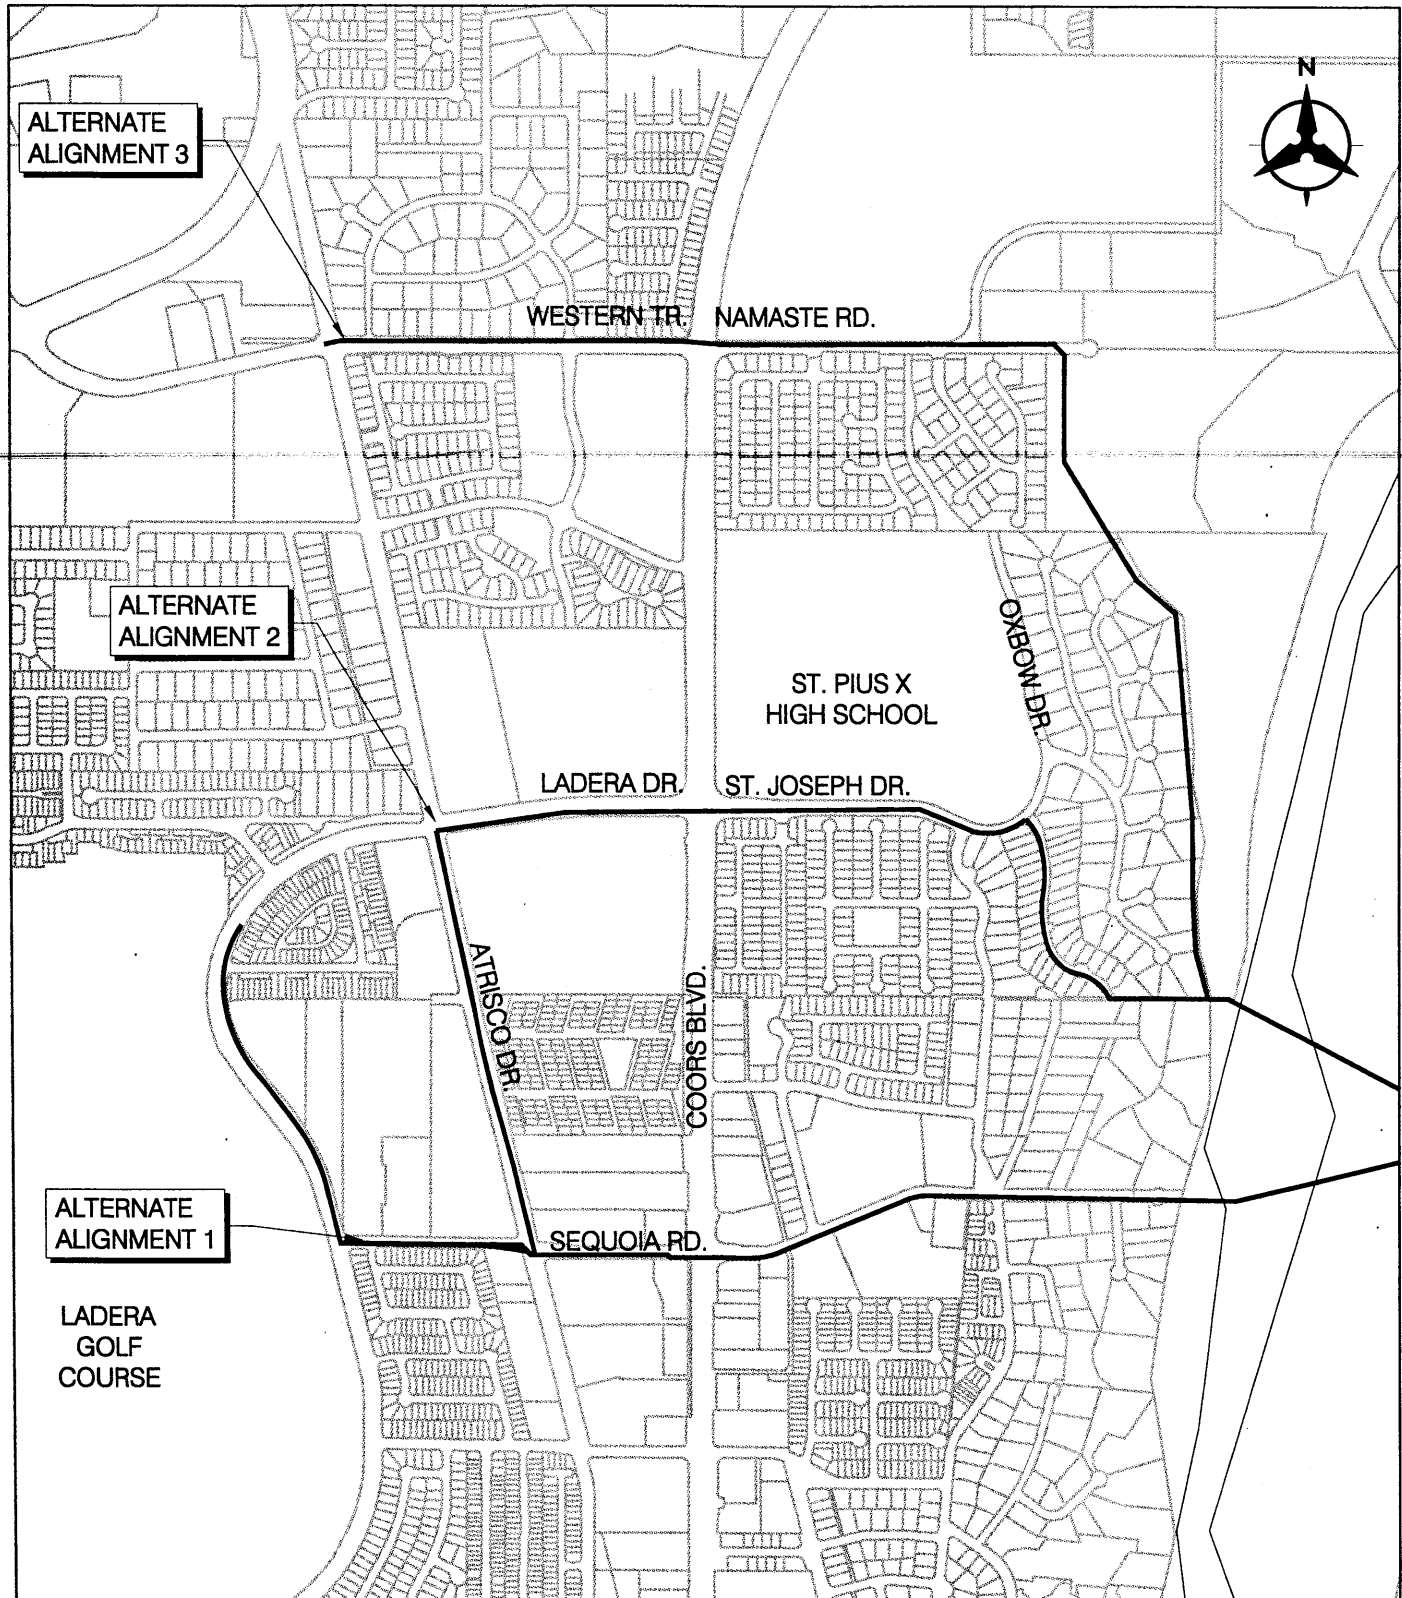 N
ALTERNATE
ALIGNMENT 3
WESTERN TR.
NAMASTE RD.
ALTERNATE
ALIGNMENT 2
OXBOW DR.
ST. PIUS X
HIGH SCHOOL
LADERA DR.
ST. JOSEPH DR.
ATRISCO DR.
COORS BLVD.
ALTERNATE
ALIGNMENT 1
SEQUOIA RD.
LADERA
GOLF
COURSE